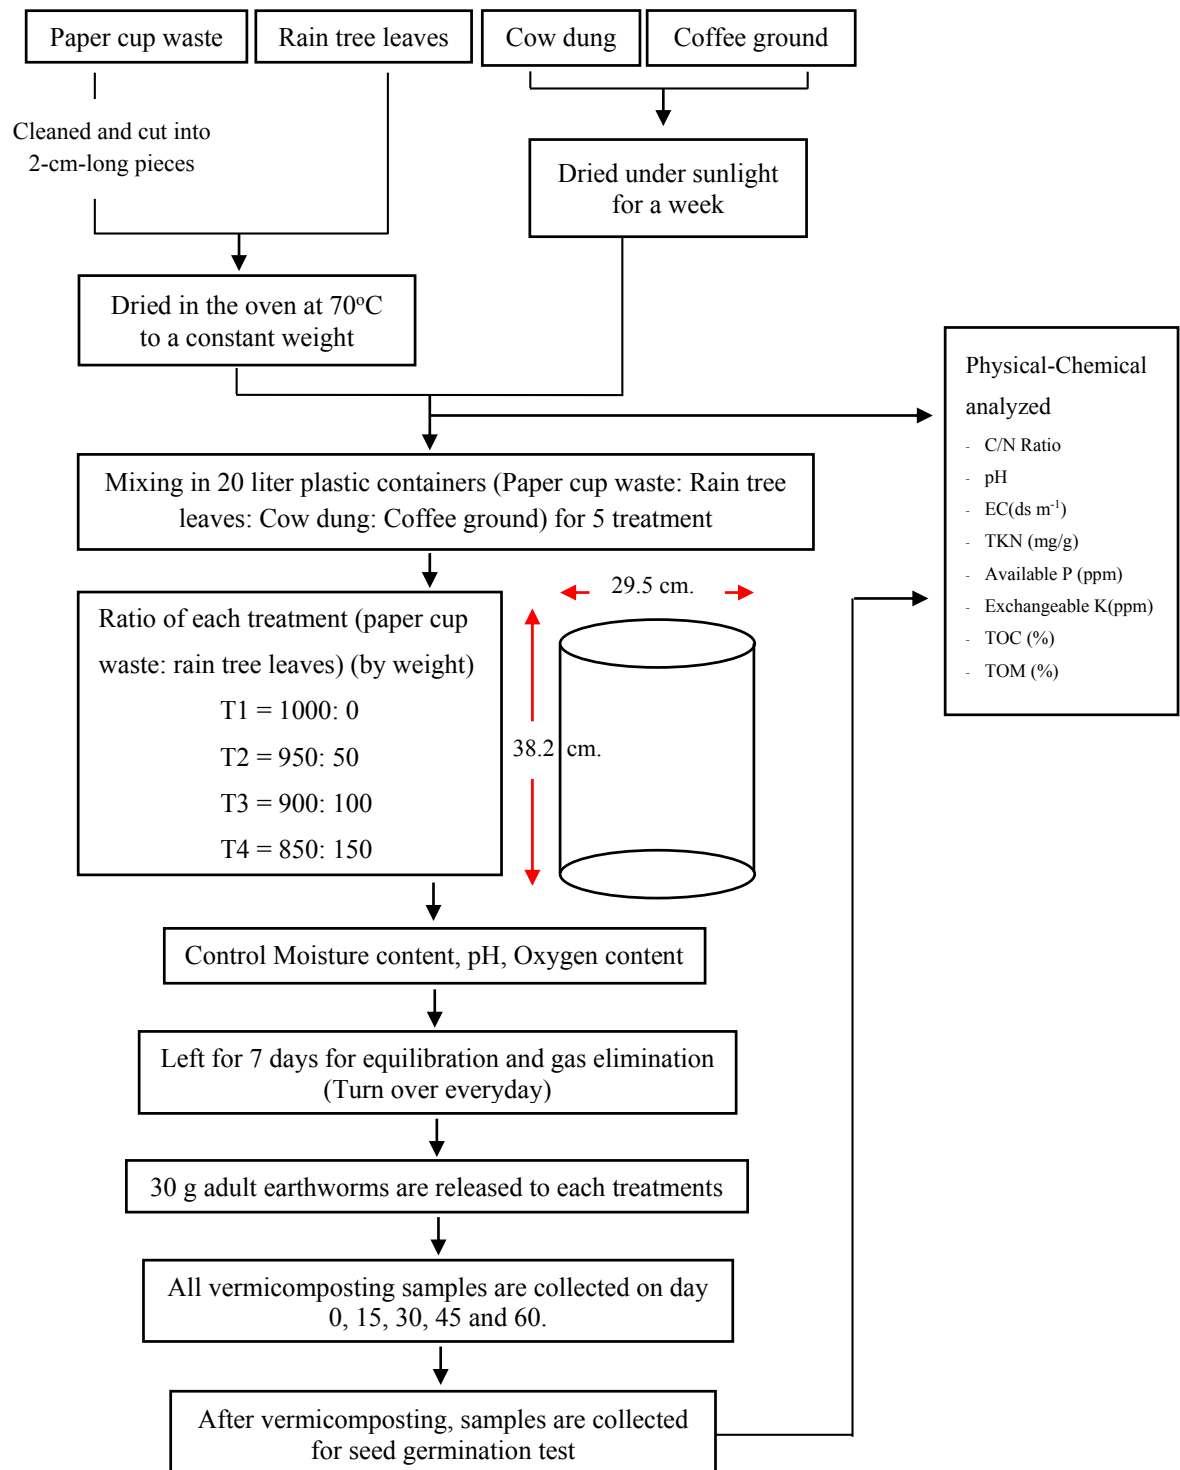 Paper cup waste
Rain tree leaves
Cow dung
Coffee ground
Cleaned and cut into
2-cm-long pieces
Dried under sunlight
for a week
Dried in the oven at 70°C
to a constant weight
Physical-Chemical
analyzed
- C/N Ratio
- pH
- EC(ds m⁻¹)
- TKN (mg/g)
- Available P (ppm)
- Exchangeable K(ppm)
- TOC (%)
- TOM (%)
Mixing in 20 liter plastic containers (Paper cup waste: Rain tree
leaves: Cow dung: Coffee ground) for 5 treatment
Ratio of each treatment (paper cup
waste: rain tree leaves) (by weight)
T1 = 1000: 0
T2 = 950: 50
T3 = 900: 100
T4 = 850: 150
29.5 cm.
38.2 cm.
Control Moisture content, pH, Oxygen content
Left for 7 days for equilibration and gas elimination
(Turn over everyday)
30 g adult earthworms are released to each treatments
All vermicomposting samples are collected on day
0, 15, 30, 45 and 60.
After vermicomposting, samples are collected
for seed germination test